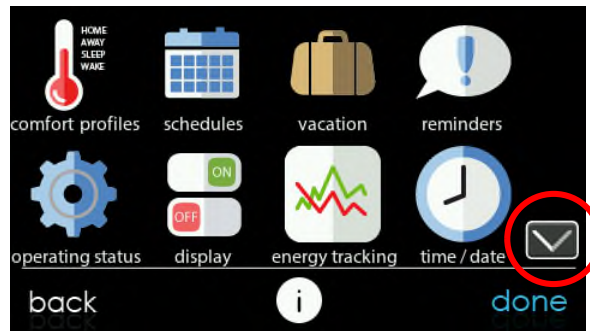 HOME
AWAY
SLEEP
WAKE
comfort profiles schedules vacation reminders
ON
OFF
operating status display energy tracking time / date
back i done